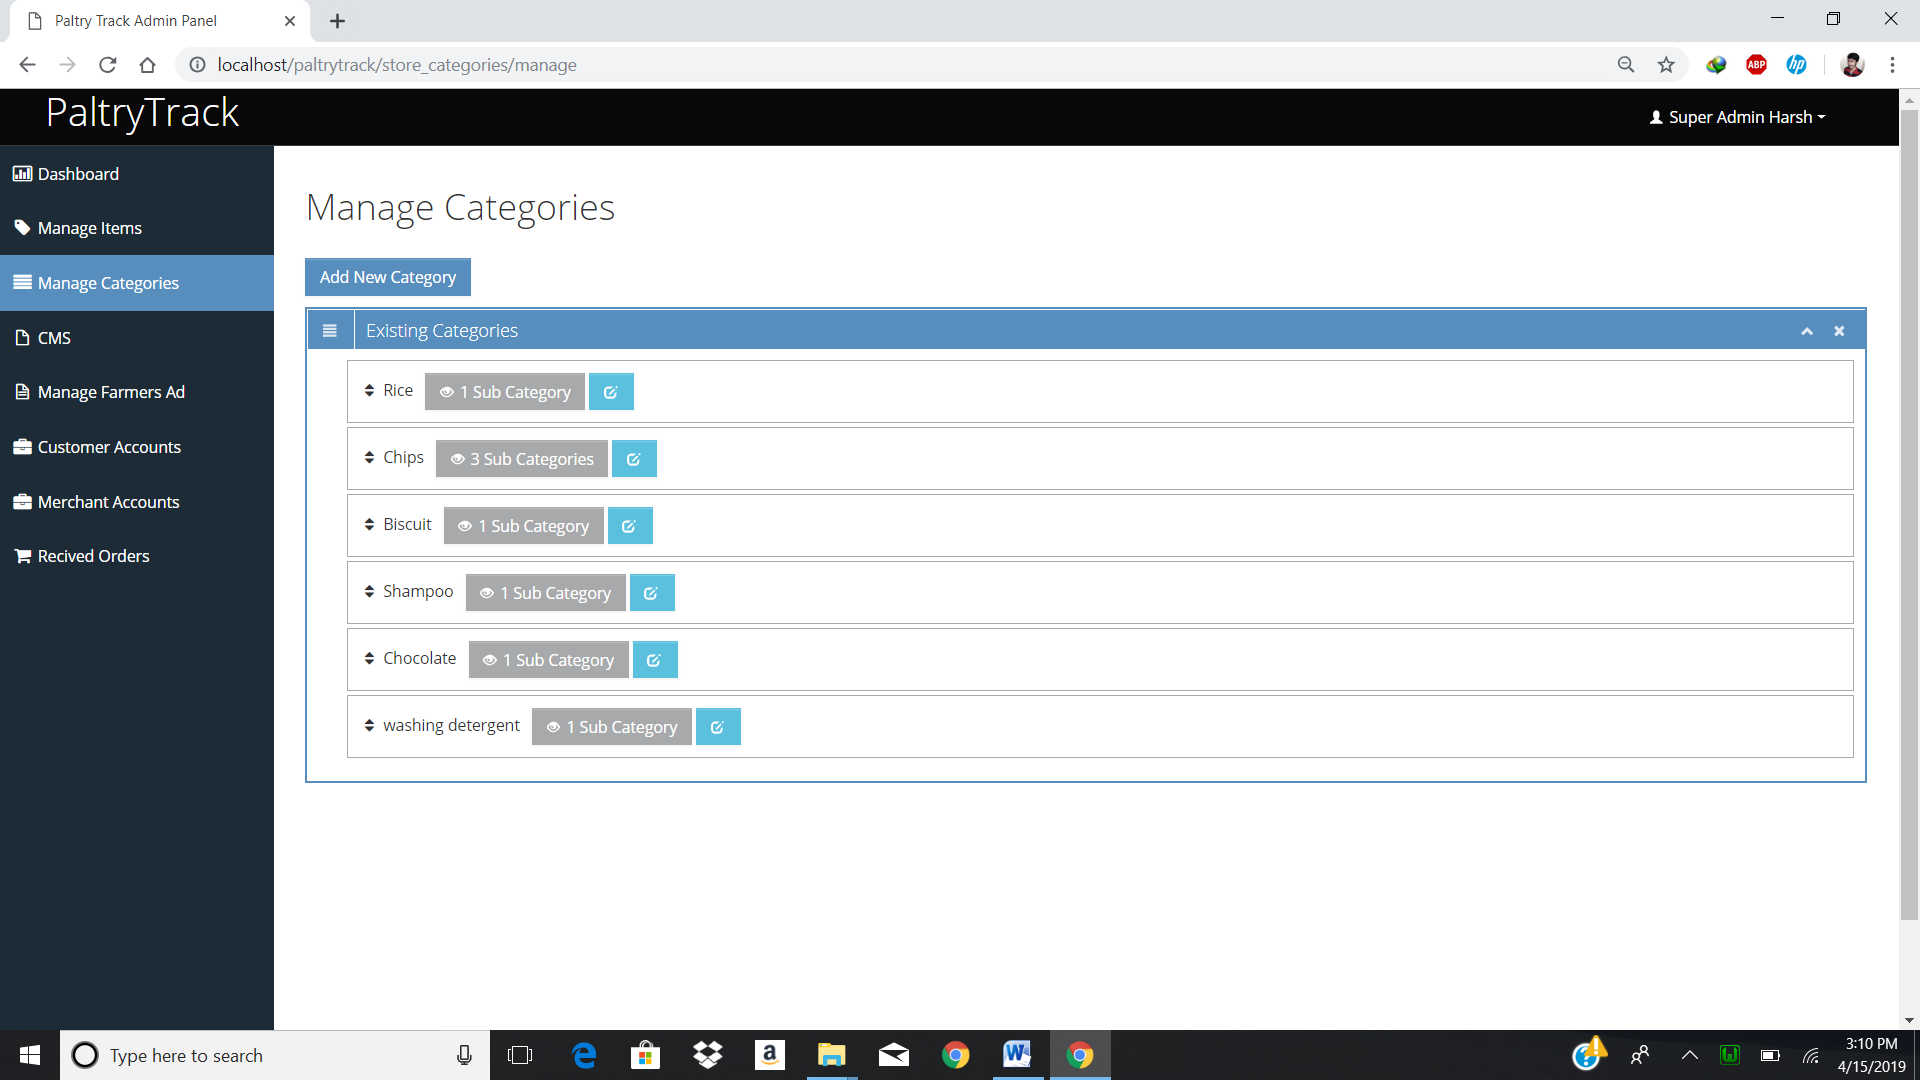 Paltry Track Admin Panel
localhost/paltrytrack/store_categories/manage
ABP
hp
PaltryTrack
Super Admin Harsh
Dashboard
Manage Items
Manage Categories
CMS
Manage Farmers Ad
Customer Accounts
Merchant Accounts
Recived Orders
Manage Categories
Add New Category
Existing Categories
Rice 1 Sub Category
Chips 3 Sub Categories
Biscuit 1 Sub Category
Shampoo 1 Sub Category
Chocolate 1 Sub Category
washing detergent 1 Sub Category
Type here to search
3:10 PM
4/15/2019